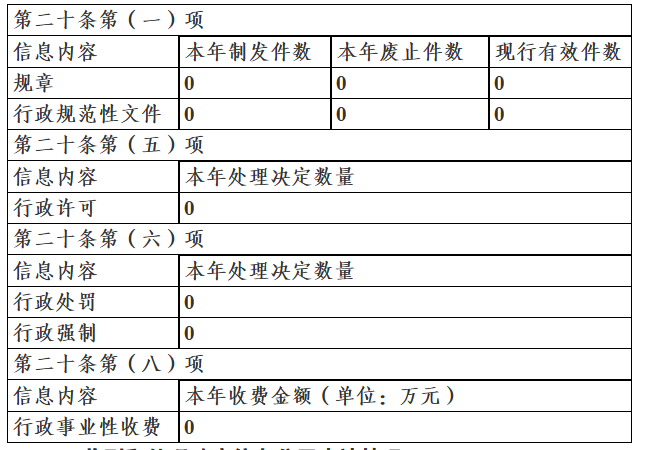 第二十条第（一）项
信息内容 本年制发件数 本年废止件数 现行有效件数
规章 0 0 0
行政规范性文件 0 0 0
第二十条第（五）项
信息内容 本年处理决定数量
行政许可 0
第二十条第（六）项
信息内容 本年处理决定数量
行政处罚 0
行政强制 0
第二十条第（八）项
信息内容 本年收费金额（单位：万元）
行政事业性收费 0